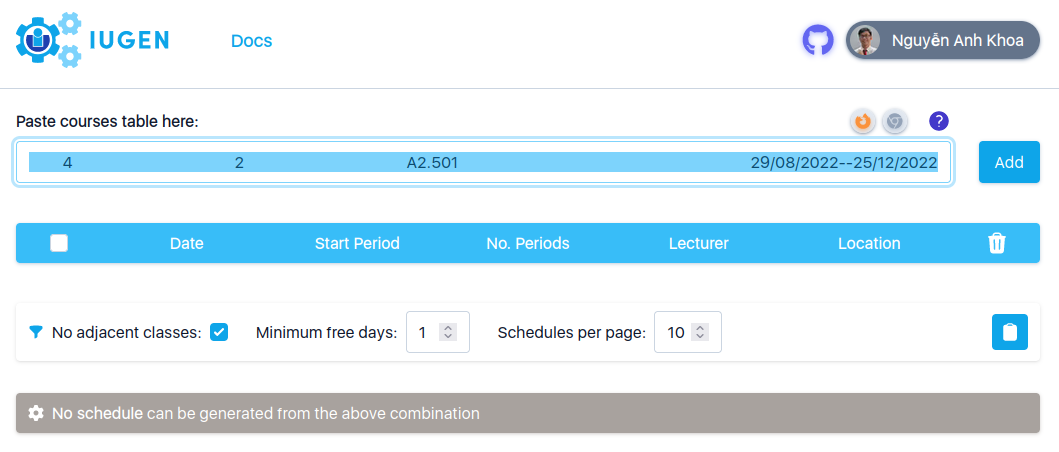 IUGEN Docs Nguyễn Anh Khoa
Paste courses table here: ?
4 2 A2.501 29/08/2022--25/12/2022 Add
Date Start Period No. Periods Lecturer Location
No adjacent classes: Minimum free days: 1 Schedules per page: 10
No schedule can be generated from the above combination